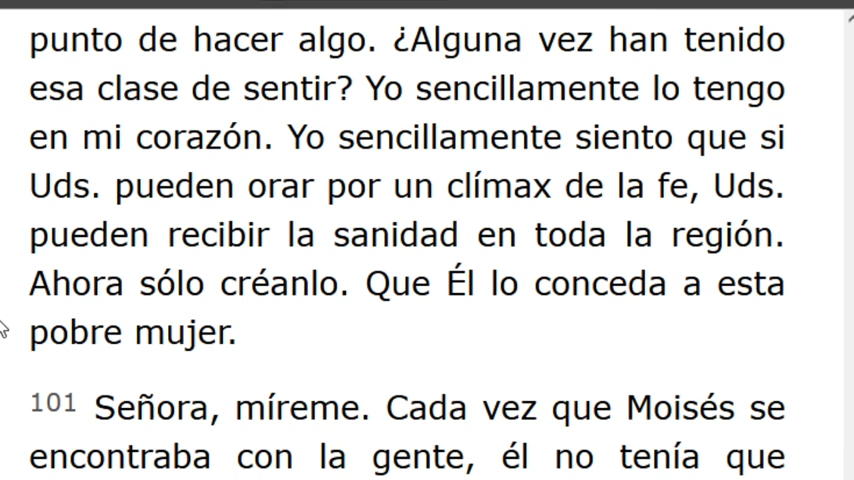 punto de hacer algo. ¿Alguna vez han tenido
esa clase de sentir? Yo sencillamente lo tengo
en mi corazón. Yo sencillamente siento que si
Uds. pueden orar por un clímax de la fe, Uds.
pueden recibir la sanidad en toda la región.
Ahora sólo créanlo. Que Él lo conceda a esta
pobre mujer.
101 Señora, míreme. Cada vez que Moisés se
encontraba con la gente, él no tenía que